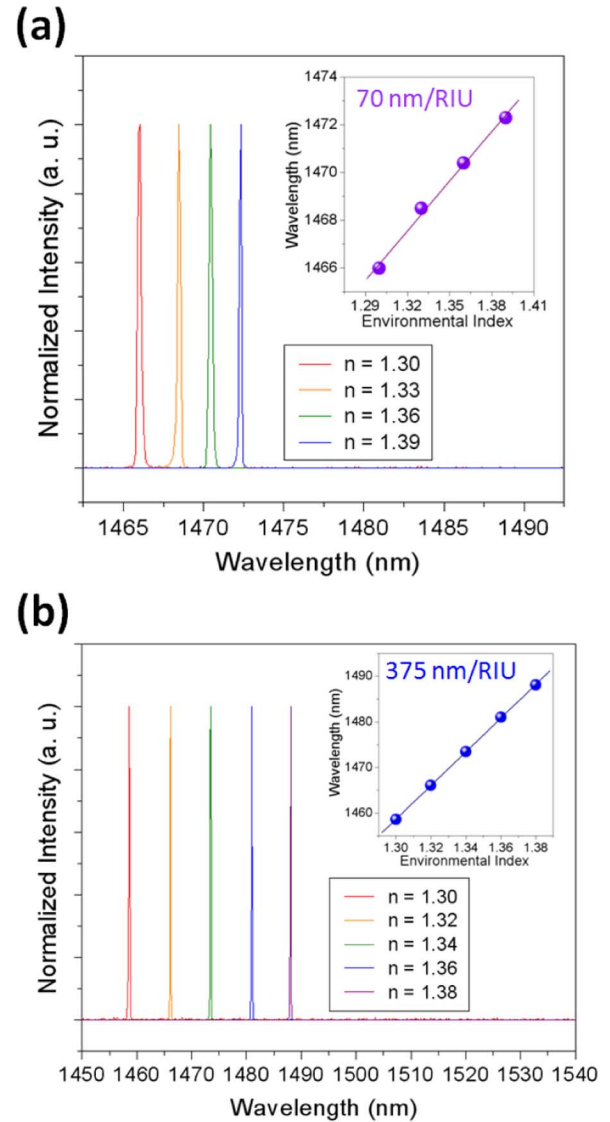 (a)
Normalized Intensity (a. u.)
70 nm/RIU
Wavelength (nm)
1474
1472
1470
1468
1466
1.29 1.32 1.35 1.38 1.41
Environmental Index
n = 1.30
n = 1.33
n = 1.36
n = 1.39
1465 1470 1475 1480 1485 1490
Wavelength (nm)
(b)
Normalized Intensity (a. u.)
375 nm/RIU
Wavelength (nm)
1490
1480
1470
1460
1.30 1.32 1.34 1.36 1.38
Environmental Index
n = 1.30
n = 1.32
n = 1.34
n = 1.36
n = 1.38
1450 1460 1470 1480 1490 1500 1510 1520 1530 1540
Wavelength (nm)